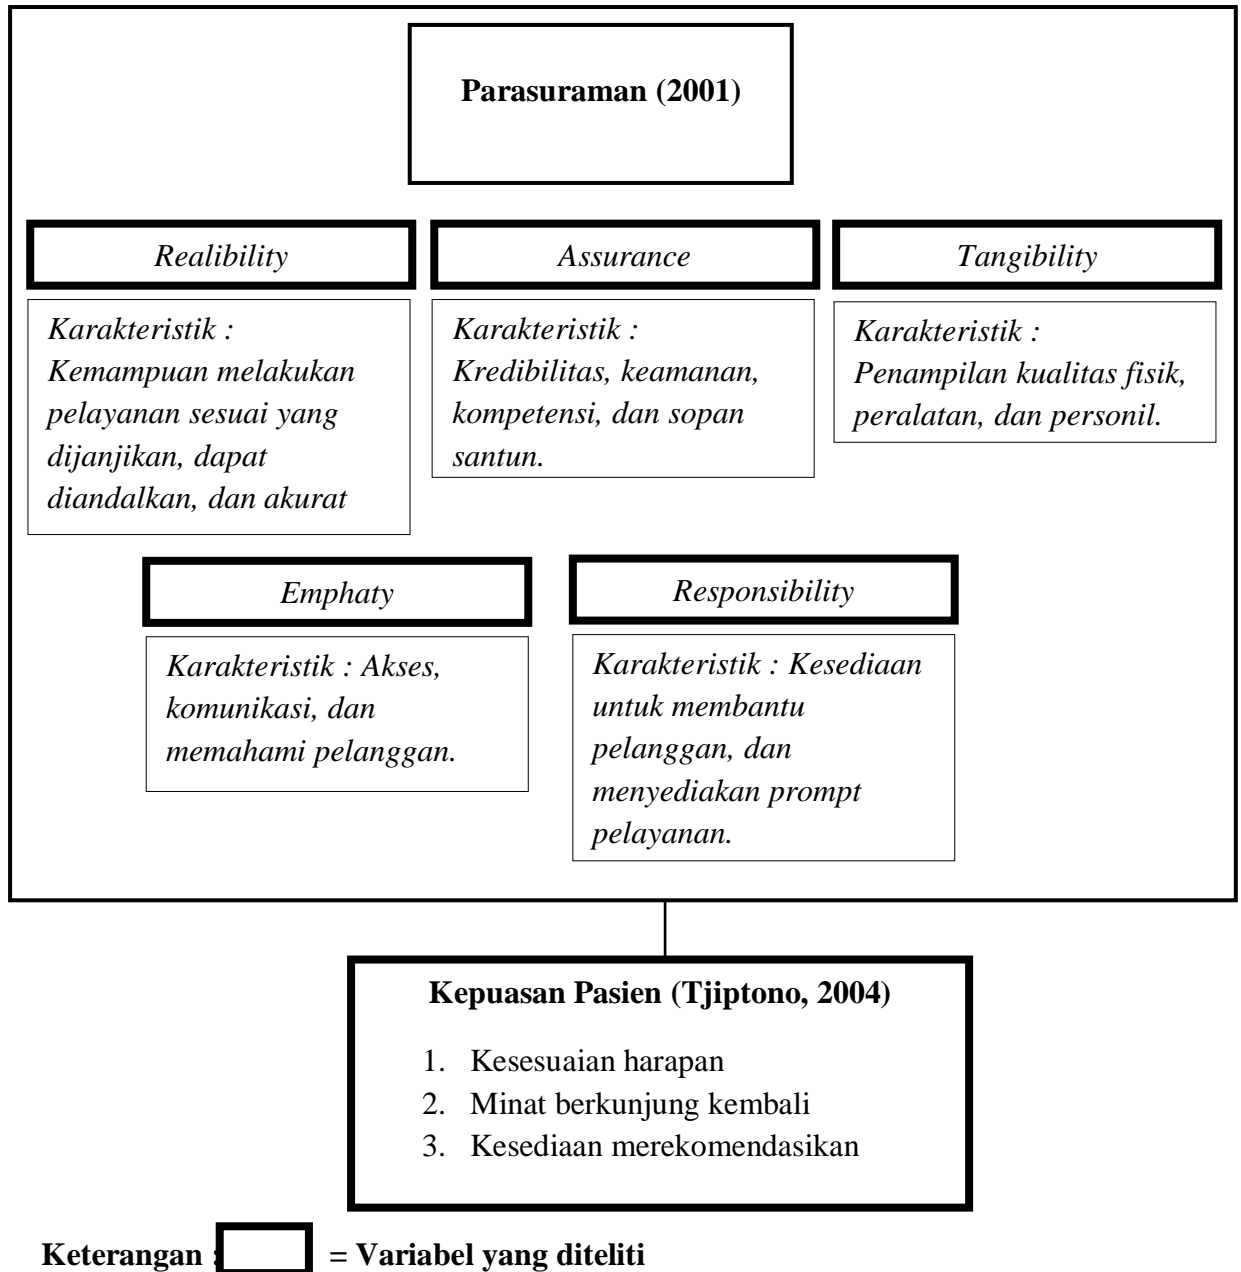 Parasuraman (2001)
Realibility
Assurance
Tangibility
Karakteristik :
Kemampuan melakukan
pelayanan sesuai yang
dijanjikan, dapat
diandalkan, dan akurat
Karakteristik :
Kredibilitas, keamanan,
kompetensi, dan sopan
santun.
Karakteristik :
Penampilan kualitas fisik,
peralatan, dan personil.
Emphaty
Responsibility
Karakteristik : Akses,
komunikasi, dan
memahami pelanggan.
Karakteristik : Kesediaan
untuk membantu
pelanggan, dan
menyediakan prompt
pelayanan.
Kepuasan Pasien (Tjiptono, 2004)
1. Kesesuaian harapan
2. Minat berkunjung kembali
3. Kesediaan merekomendasikan
Keterangan : = Variabel yang diteliti